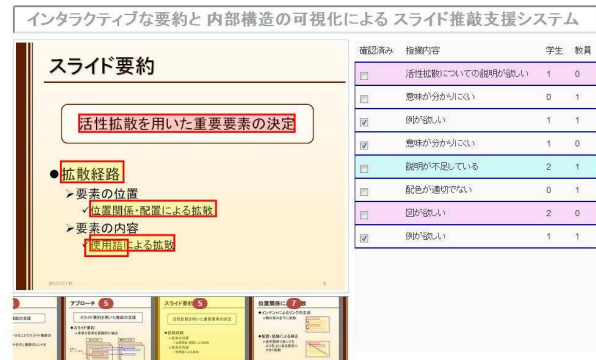 インタラクティブな要約と内部構造の可視化による スライド推敲支援システム
スライド要約
活性拡散を用いた重要要素の決定
●拡散経路
➢要素の位置
✓位置関係・配置による拡散
➢要素の内容
✓使用語による拡散
確認済み 指摘内容 学生 教員
活性拡散についての説明が欲しい 1 0
意味が分かりにくい 0 1
例が欲しい 1 1
意味が分かりにくい 1 0
説明が不足している 2 1
配色が適切でない 0 1
図が欲しい 2 0
例が欲しい 1 1
アプローチ 5
スライド要約 5
位置関係に 7